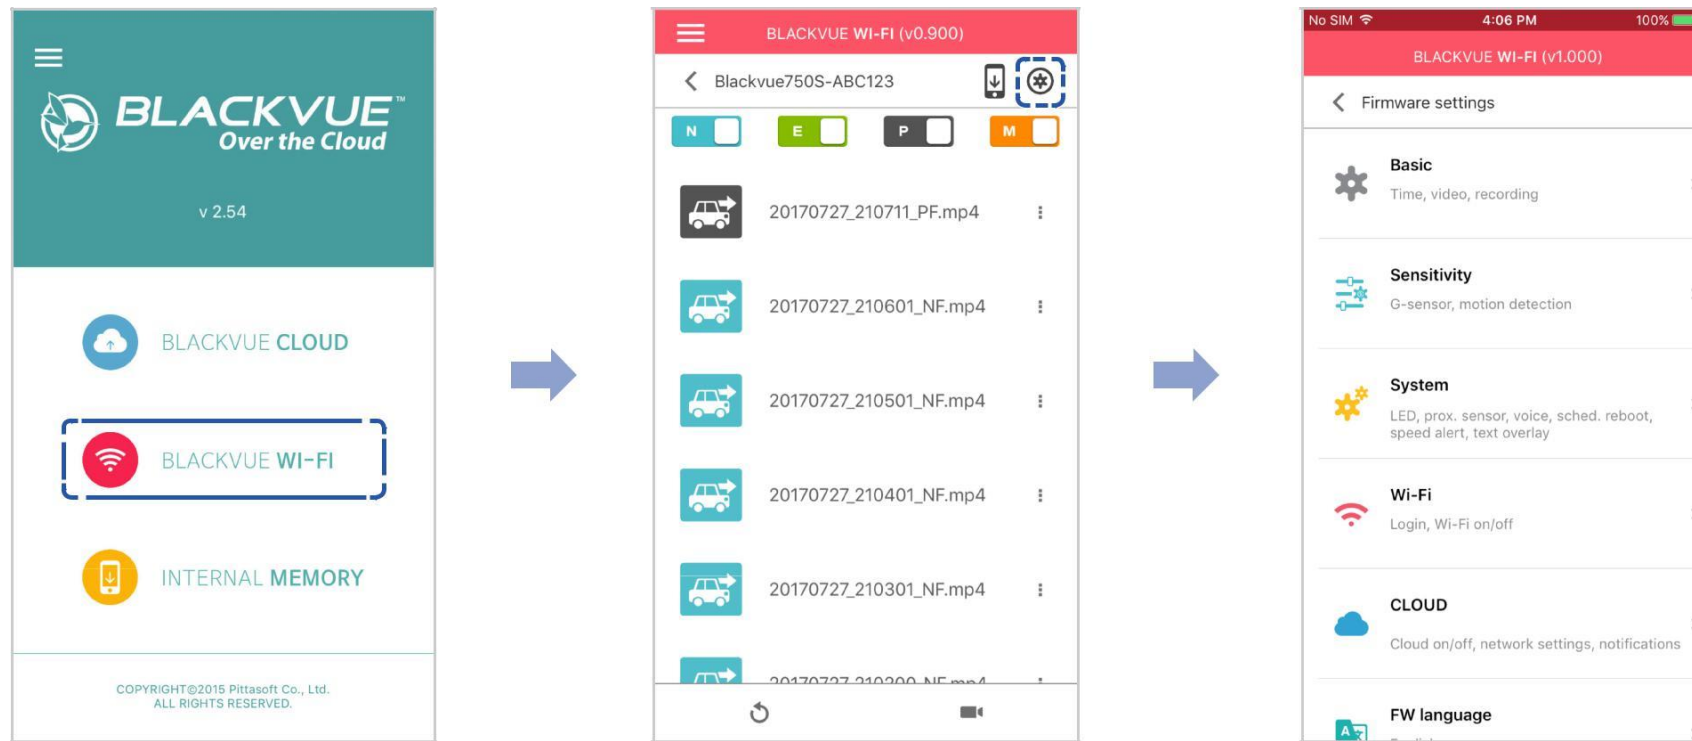 BLACKVUE™
Over the Cloud
v 2.54
BLACKVUE CLOUD
BLACKVUE WI-FI
INTERNAL MEMORY
COPYRIGHT©2015 Pittasoft Co., Ltd.
ALL RIGHTS RESERVED.
BLACKVUE WI-FI (v0.900)
Blackvue750S-ABC123
N E P M
20170727_210711_PF.mp4
20170727_210601_NF.mp4
20170727_210501_NF.mp4
20170727_210401_NF.mp4
20170727_210301_NF.mp4
20170727_210200_NF.mp4
No SIM 4:06 PM 100%
BLACKVUE WI-FI (v1.000)
Firmware settings
Basic
Time, video, recording
Sensitivity
G-sensor, motion detection
System
LED, prox. sensor, voice, sched. reboot,
speed alert, text overlay
Wi-Fi
Login, Wi-Fi on/off
CLOUD
Cloud on/off, network settings, notifications
A
FW language